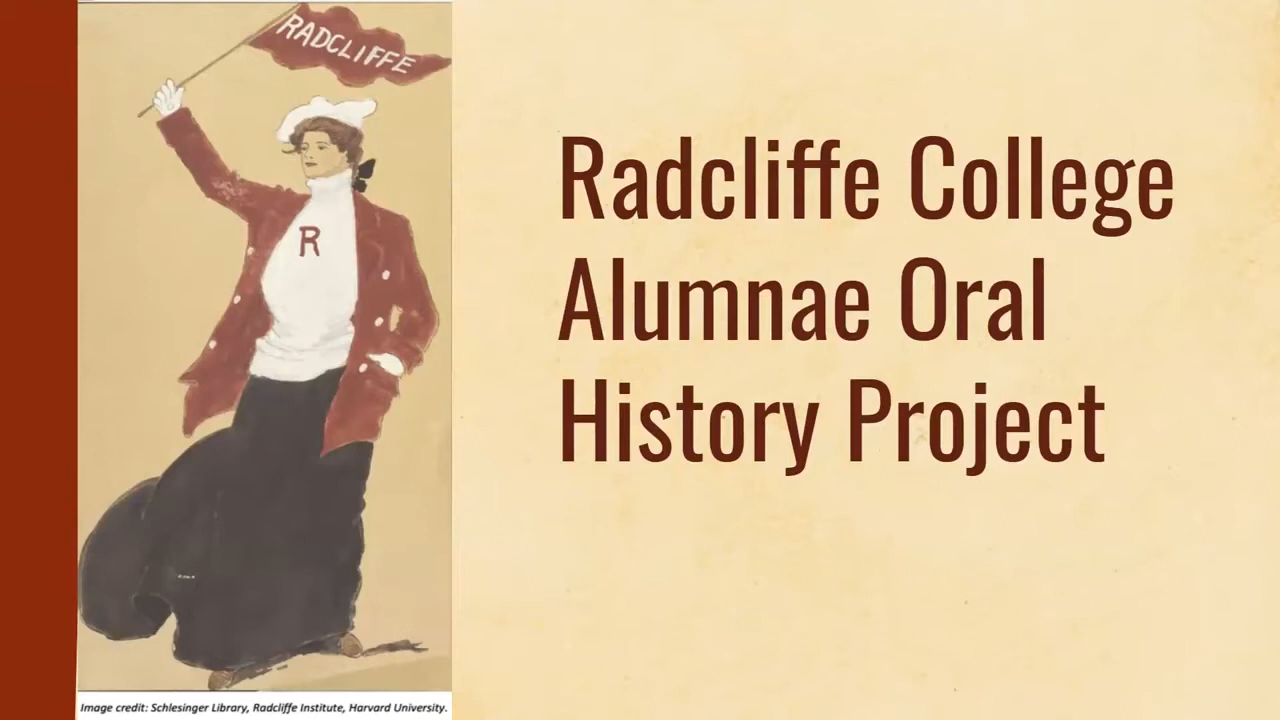 RADCLIFFE
R
Radcliffe College
Alumnae Oral
History Project
Image credit: Schlesinger Library, Radcliffe Institute, Harvard University.